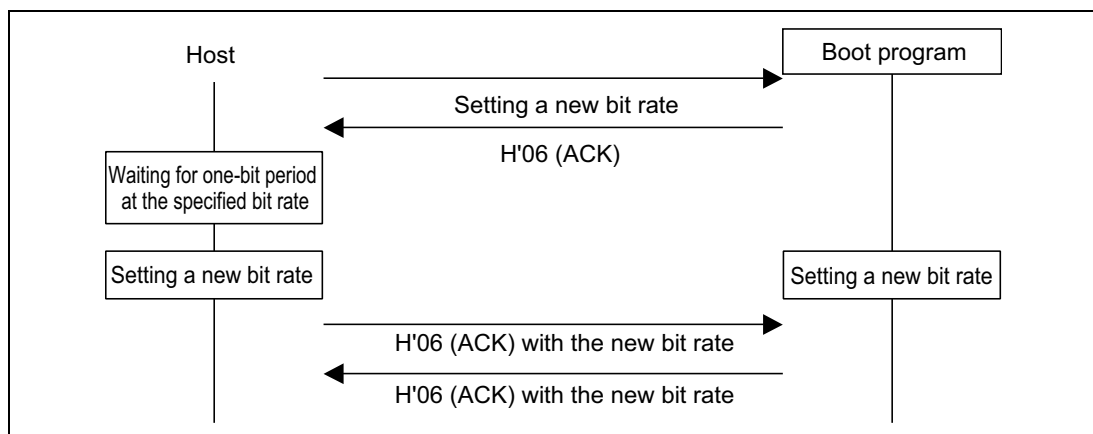 Host
Boot program
Setting a new bit rate
H'06 (ACK)
Waiting for one-bit period
at the specified bit rate
Setting a new bit rate
Setting a new bit rate
H'06 (ACK) with the new bit rate
H'06 (ACK) with the new bit rate